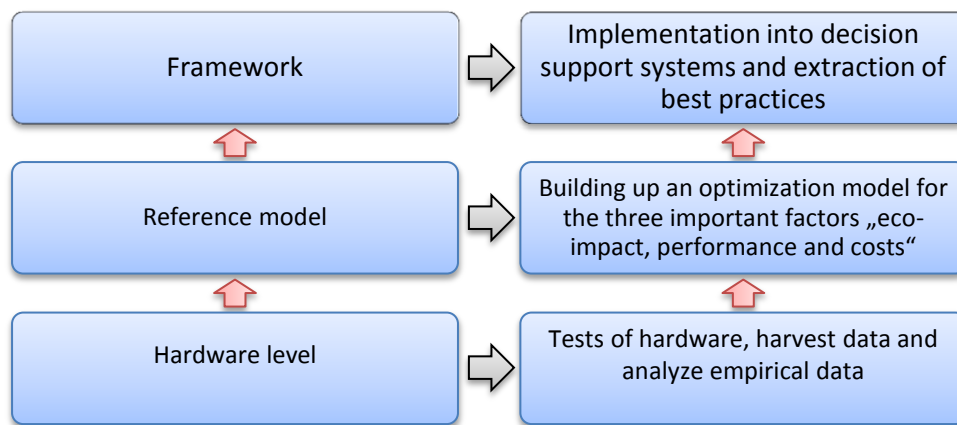 Framework
Implementation into decision
support systems and extraction of
best practices
Reference model
Building up an optimization model for
the three important factors „eco-
impact, performance and costs“
Hardware level
Tests of hardware, harvest data and
analyze empirical data